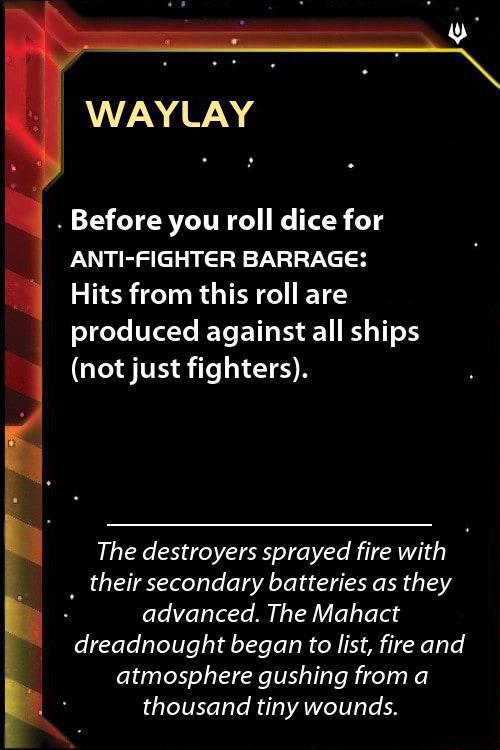 WAYLAY
Before you roll dice for
ANTI-FIGHTER BARRAGE:
Hits from this roll are
produced against all ships
(not just fighters).
The destroyers sprayed fire with
their secondary batteries as they
advanced. The Mahact
dreadnought began to list, fire and
atmosphere gushing from a
thousand tiny wounds.